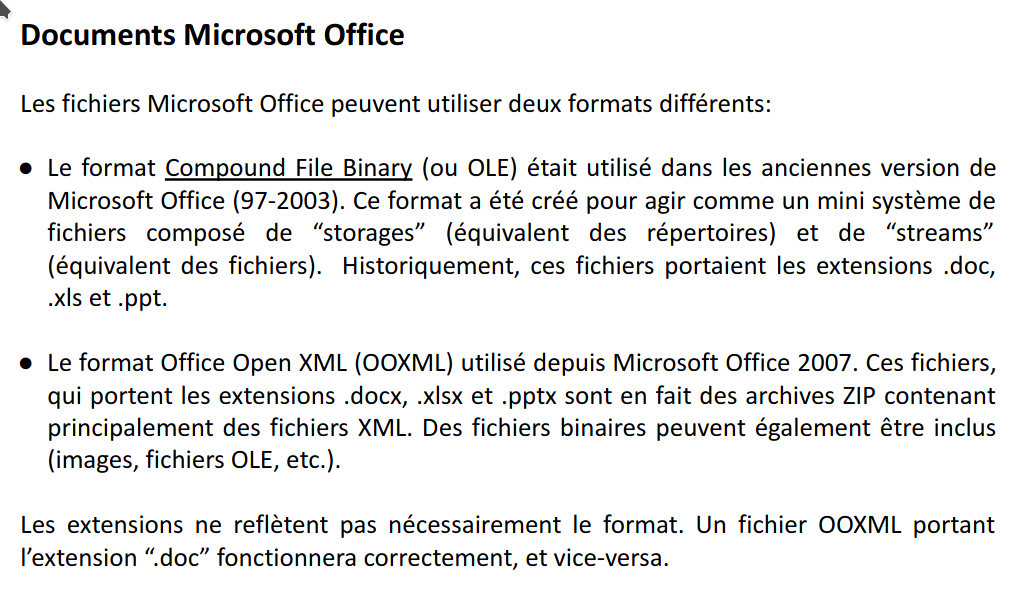 Documents Microsoft Office
Les fichiers Microsoft Office peuvent utiliser deux formats différents:
● Le format Compound File Binary (ou OLE) était utilisé dans les anciennes version de
Microsoft Office (97-2003). Ce format a été créé pour agir comme un mini système de
fichiers composé de “storages” (équivalent des répertoires) et de “streams”
(équivalent des fichiers). Historiquement, ces fichiers portaient les extensions .doc,
.xls et .ppt.
● Le format Office Open XML (OOXML) utilisé depuis Microsoft Office 2007. Ces fichiers,
qui portent les extensions .docx, .xlsx et .pptx sont en fait des archives ZIP contenant
principalement des fichiers XML. Des fichiers binaires peuvent également être inclus
(images, fichiers OLE, etc.).
Les extensions ne reflètent pas nécessairement le format. Un fichier OOXML portant
l’extension “.doc” fonctionnera correctement, et vice-versa.